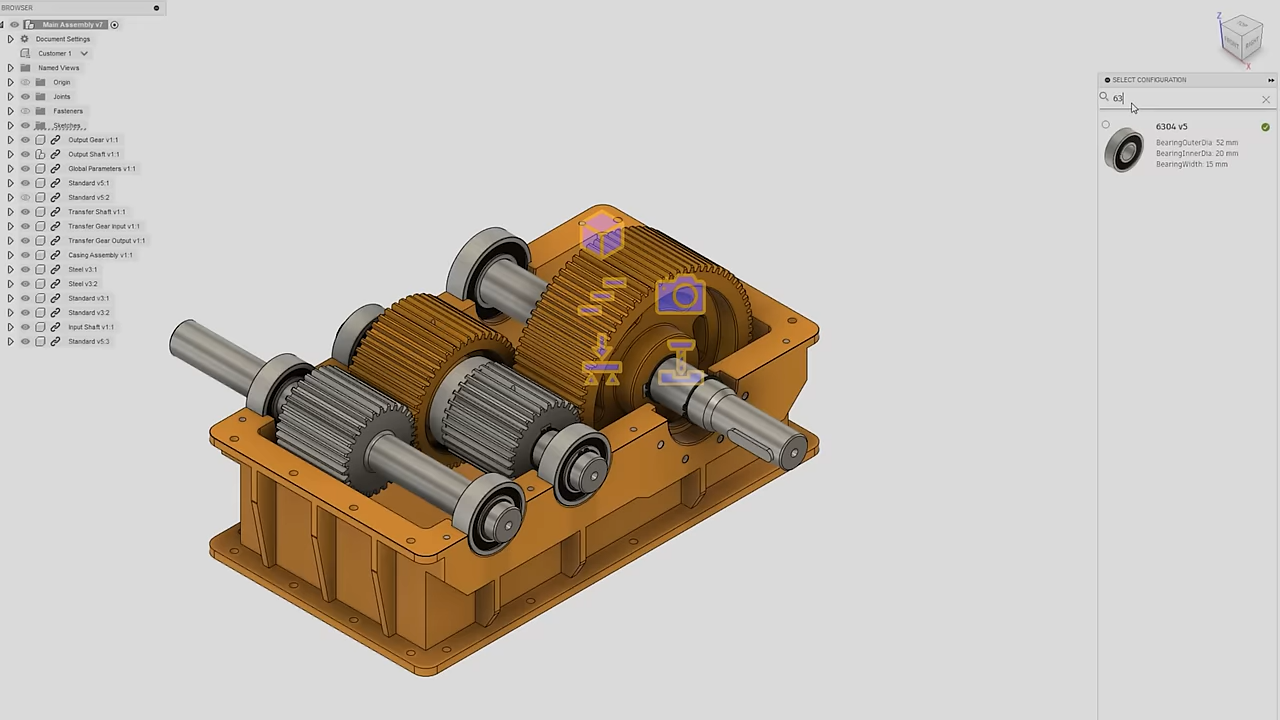 BROWSER
Main Assembly v7
Document Settings
Customer 1
Named Views
Origin
Joints
Fasteners
Sketches
Output Gear v1:1
Output Shaft v1:1
Global Parameters v1:1
Standard v5:1
Standard v5:2
Transfer Shaft v1:1
Transfer Gear Input v1:1
Transfer Gear Output v1:1
Casing Assembly v1:1
Steel v3:1
Steel v3:2
Standard v3:1
Standard v3:2
Input Shaft v1:1
Standard v5:3
Z
TOP
FRONT
RIGHT
X
SELECT CONFIGURATION
63
6304 v5
BearingOuterDia: 52 mm
BearingInnerDia: 20 mm
BearingWidth: 15 mm